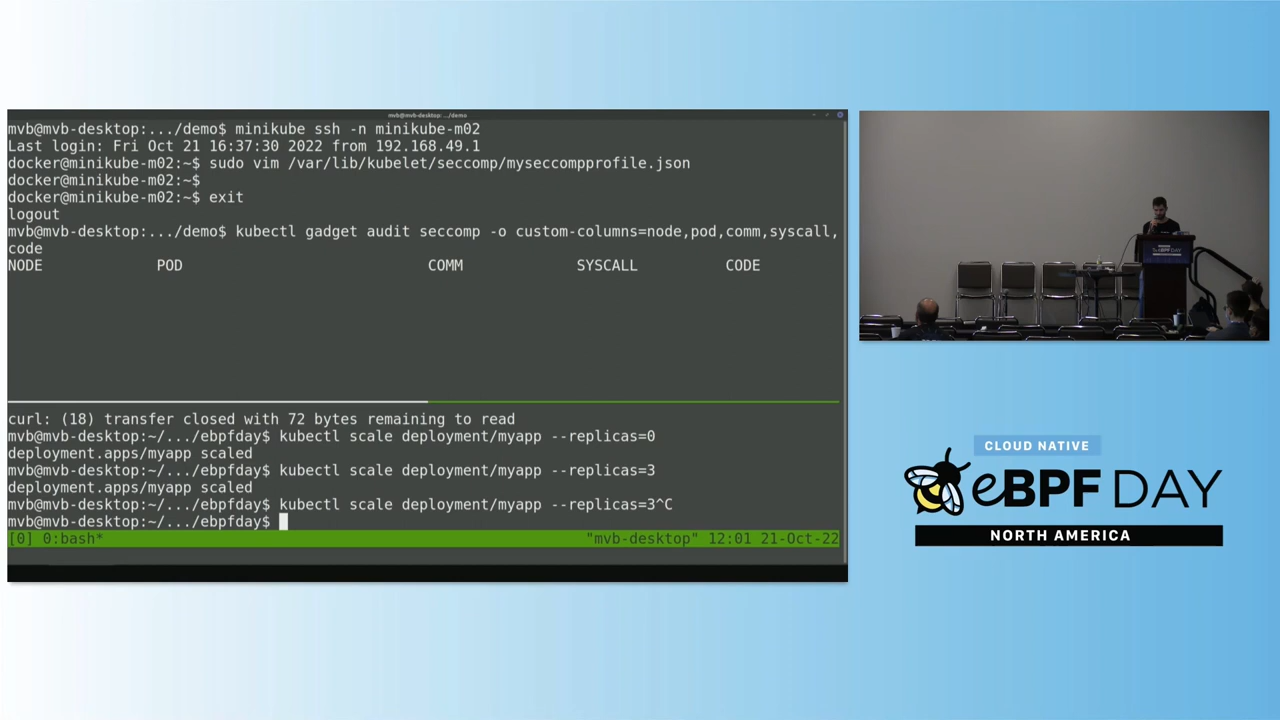 mvb@mvb-desktop: .../demo
mvb@mvb-desktop:.../demo$ minikube ssh -n minikube-m02
Last login: Fri Oct 21 16:37:30 2022 from 192.168.49.1
docker@minikube-m02:~$ sudo vim /var/lib/kubelet/seccomp/myseccompprofile.json
docker@minikube-m02:~$
docker@minikube-m02:~$ exit
logout
mvb@mvb-desktop:.../demo$ kubectl gadget audit seccomp -o custom-columns=node,pod,comm,syscall,
code
NODE POD COMM SYSCALL CODE
curl: (18) transfer closed with 72 bytes remaining to read
mvb@mvb-desktop:~/.../ebpfday$ kubectl scale deployment/myapp --replicas=0
deployment.apps/myapp scaled
mvb@mvb-desktop:~/.../ebpfday$ kubectl scale deployment/myapp --replicas=3
deployment.apps/myapp scaled
mvb@mvb-desktop:~/.../ebpfday$ kubectl scale deployment/myapp --replicas=3^C
mvb@mvb-desktop:~/.../ebpfday$
[0] 0:bash* "mvb-desktop" 12:01 21-Oct-22
eBPF DAY
CLOUD NATIVE
eBPF DAY
NORTH AMERICA